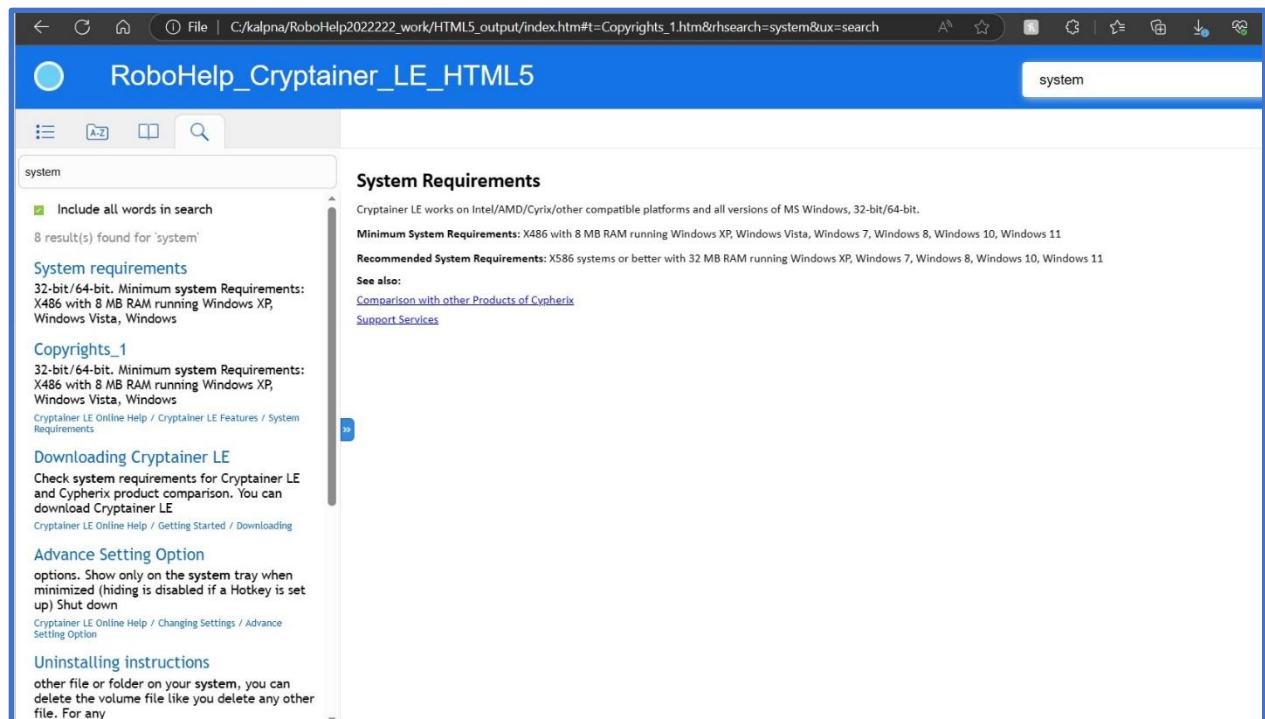 File | C:/kalpna/RoboHelp2022222_work/HTML5_output/index.htm#t=Copyrights_1.htm&rhsearch=system&ux=search
RoboHelp_Cryptainer_LE_HTML5
system
A-Z
system
Include all words in search
8 result(s) found for 'system'
System requirements
32-bit/64-bit. Minimum system Requirements:
X486 with 8 MB RAM running Windows XP,
Windows Vista, Windows
Copyrights_1
32-bit/64-bit. Minimum system Requirements:
X486 with 8 MB RAM running Windows XP,
Windows Vista, Windows
Cryptainer LE Online Help / Cryptainer LE Features / System
Requirements
Downloading Cryptainer LE
Check system requirements for Cryptainer LE
and Cypherix product comparison. You can
download Cryptainer LE
Cryptainer LE Online Help / Getting Started / Downloading
Advance Setting Option
options. Show only on the system tray when
minimized (hiding is disabled if a Hotkey is set
up) Shut down
Cryptainer LE Online Help / Changing Settings / Advance
Setting Option
Uninstalling instructions
other file or folder on your system, you can
delete the volume file like you delete any other
file. For any
System Requirements
Cryptainer LE works on Intel/AMD/Cyrix/other compatible platforms and all versions of MS Windows, 32-bit/64-bit.
Minimum System Requirements: X486 with 8 MB RAM running Windows XP, Windows Vista, Windows 7, Windows 8, Windows 10, Windows 11
Recommended System Requirements: X586 systems or better with 32 MB RAM running Windows XP, Windows 7, Windows 8, Windows 10, Windows 11
See also:
Comparison with other Products of Cypherix
Support Services